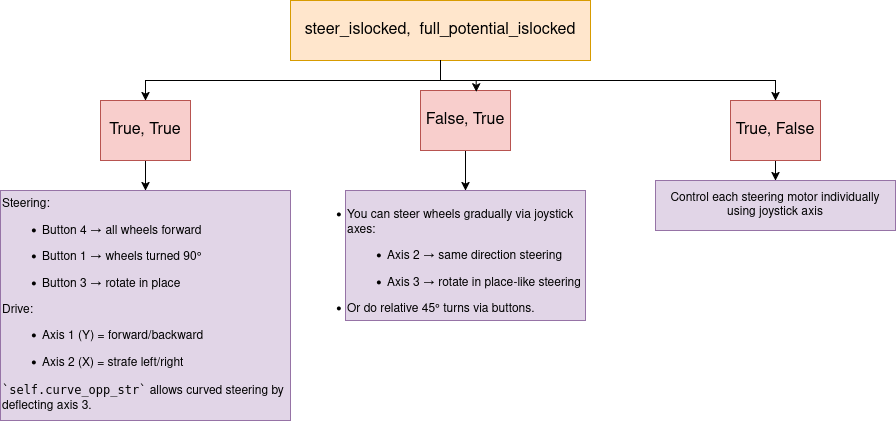 steer_islocked,  full_potential_islocked
True, True
False, True
True, False
Steering:
• Button 4 → all wheels forward
• Button 1 → wheels turned 90°
• Button 3 → rotate in place
Drive:
• Axis 1 (Y) = forward/backward
• Axis 2 (X) = strafe left/right
`self.curve_opp_str` allows curved steering by
deflecting axis 3.
• You can steer wheels gradually via joystick
axes:
• Axis 2 → same direction steering
• Axis 3 → rotate in place-like steering
• Or do relative 45° turns via buttons.
Control each steering motor individually
using joystick axis